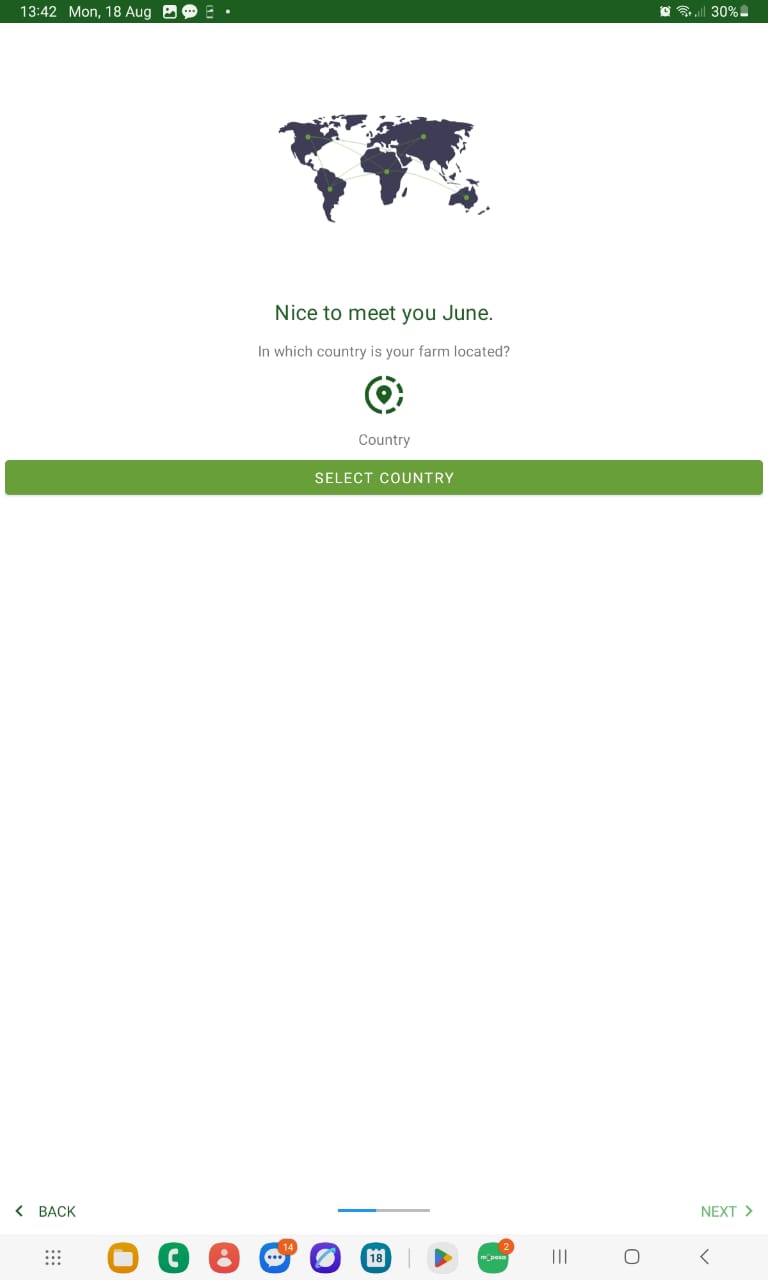 13:42 Mon, 18 Aug 30%
Nice to meet you June.
In which country is your farm located?
Country
SELECT COUNTRY
BACK NEXT
14 18 m-pesa 2